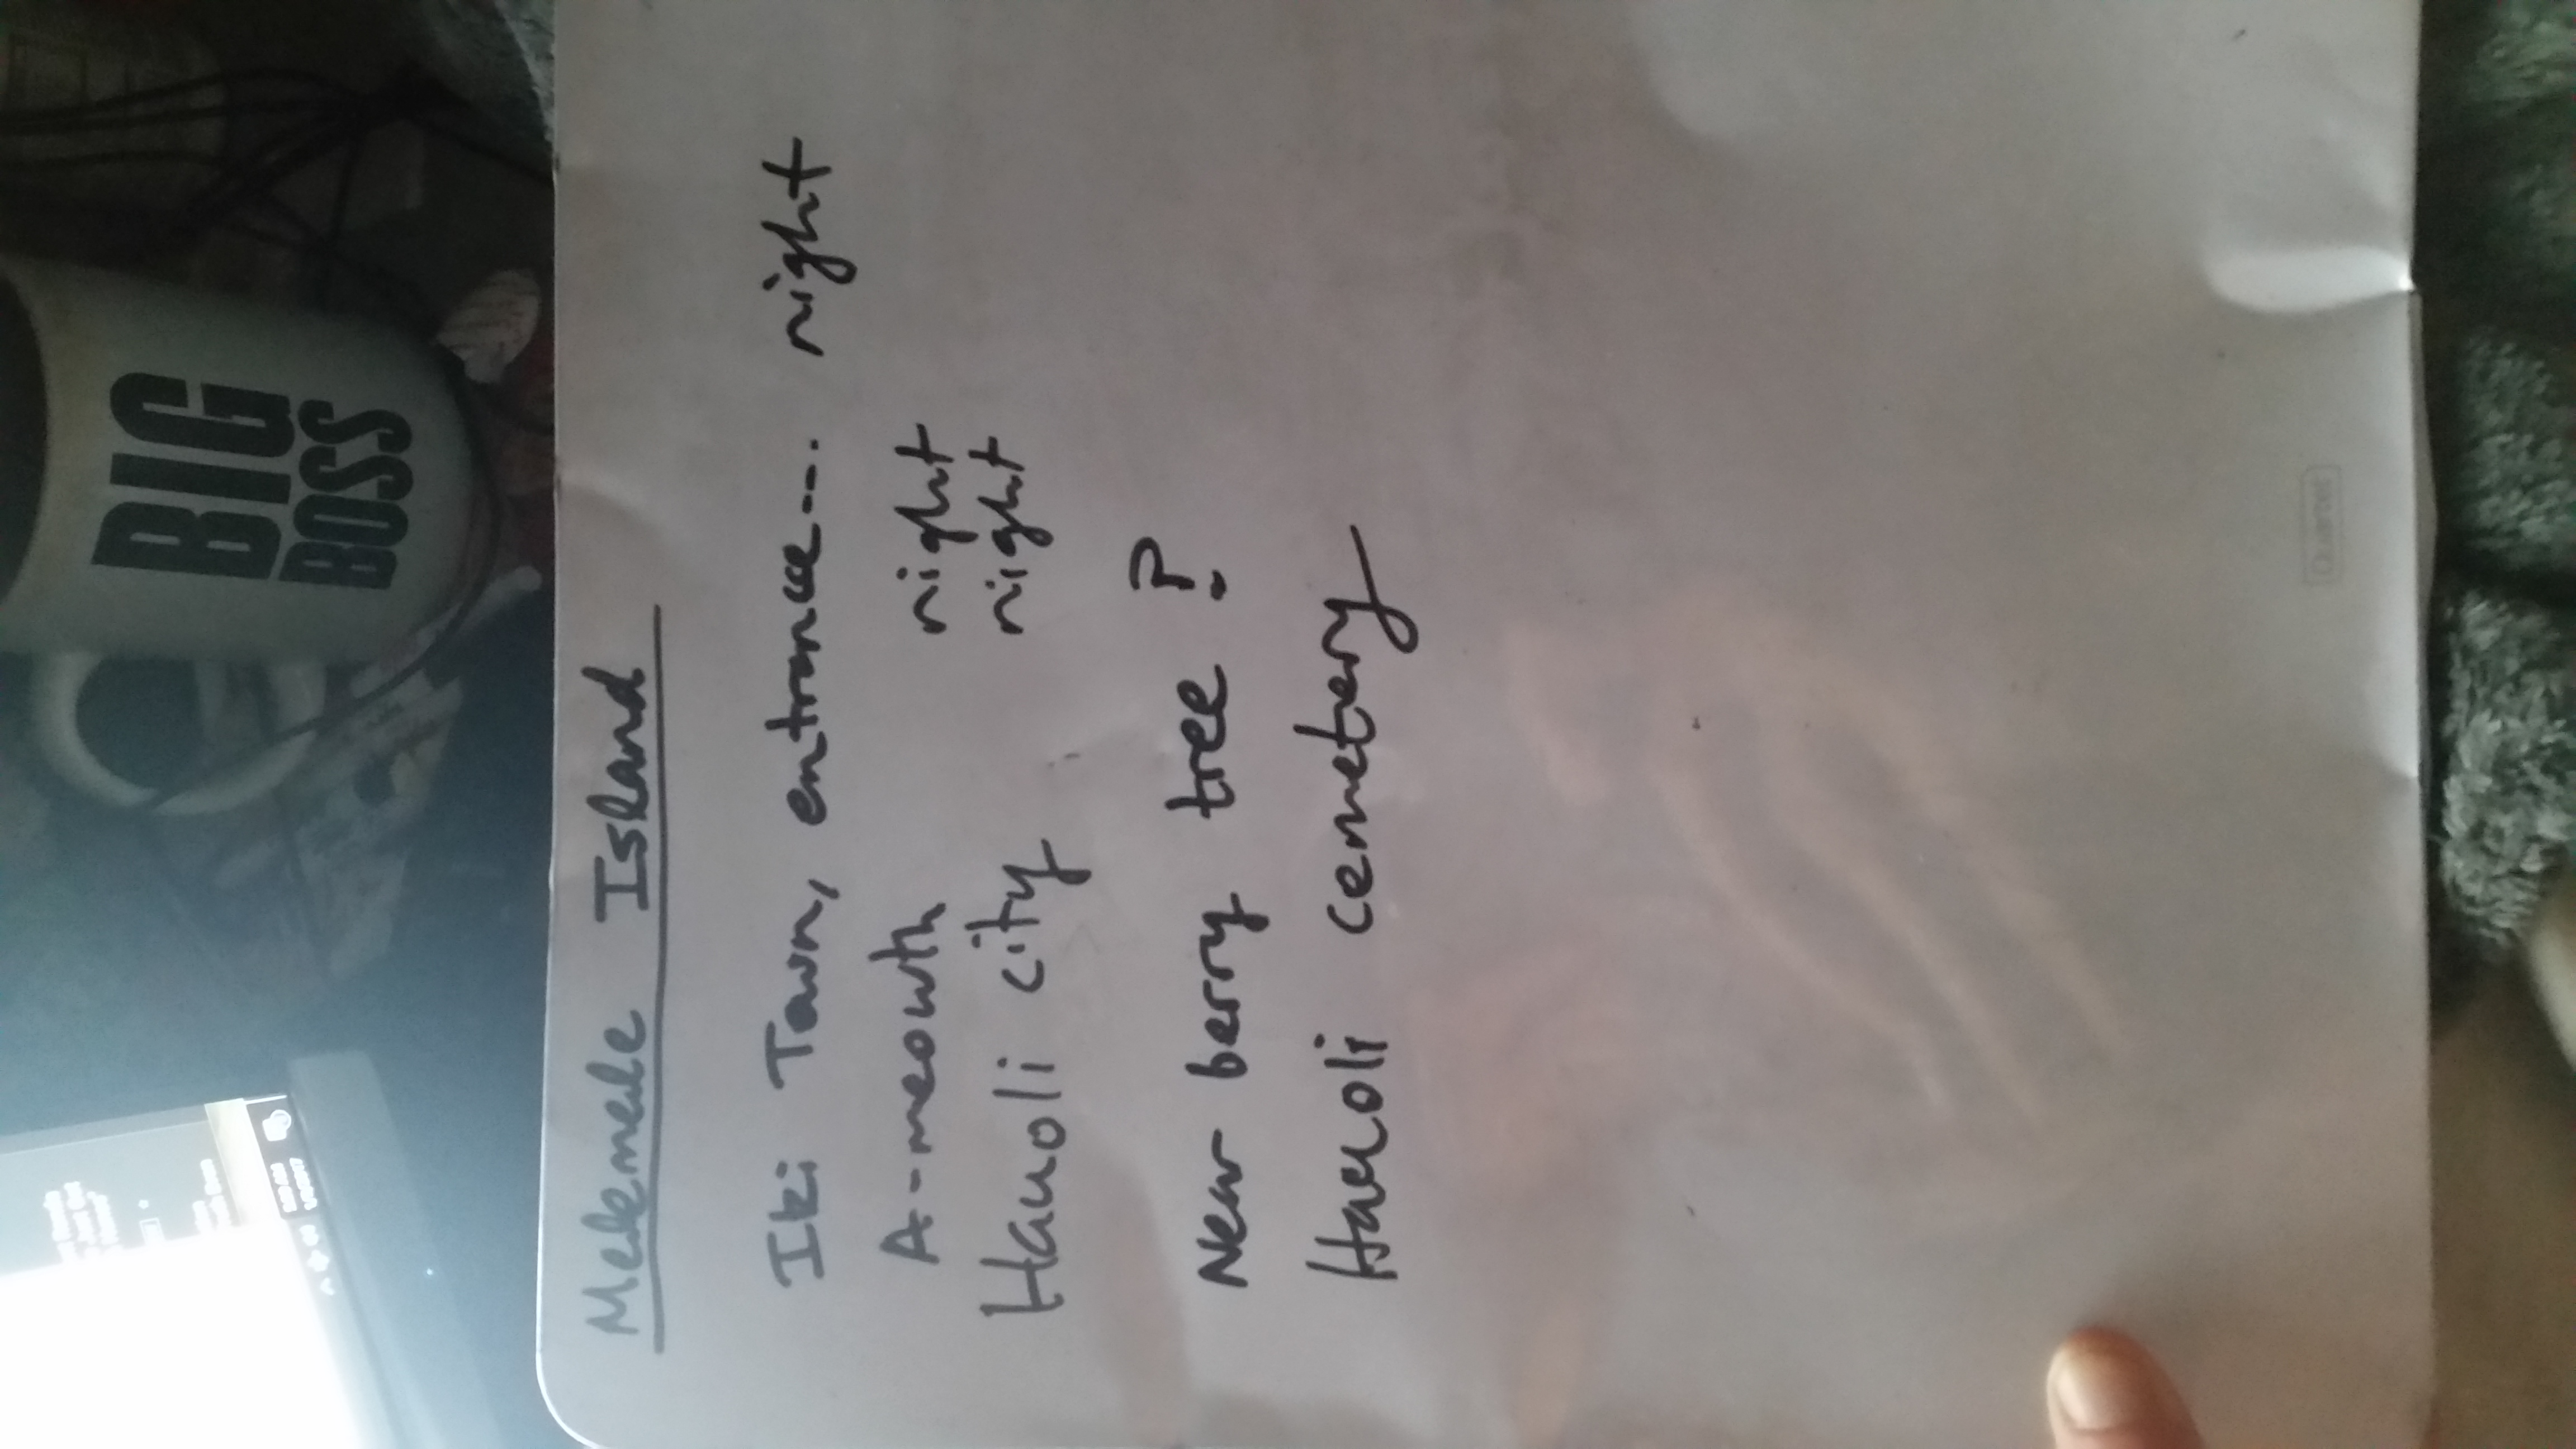 BIG
BOSS
Melemele Island
Iki Town, entrance... night
A-meowth night
Hauoli city night
Near berry tree ?
Hauoli cemetery
Quartet